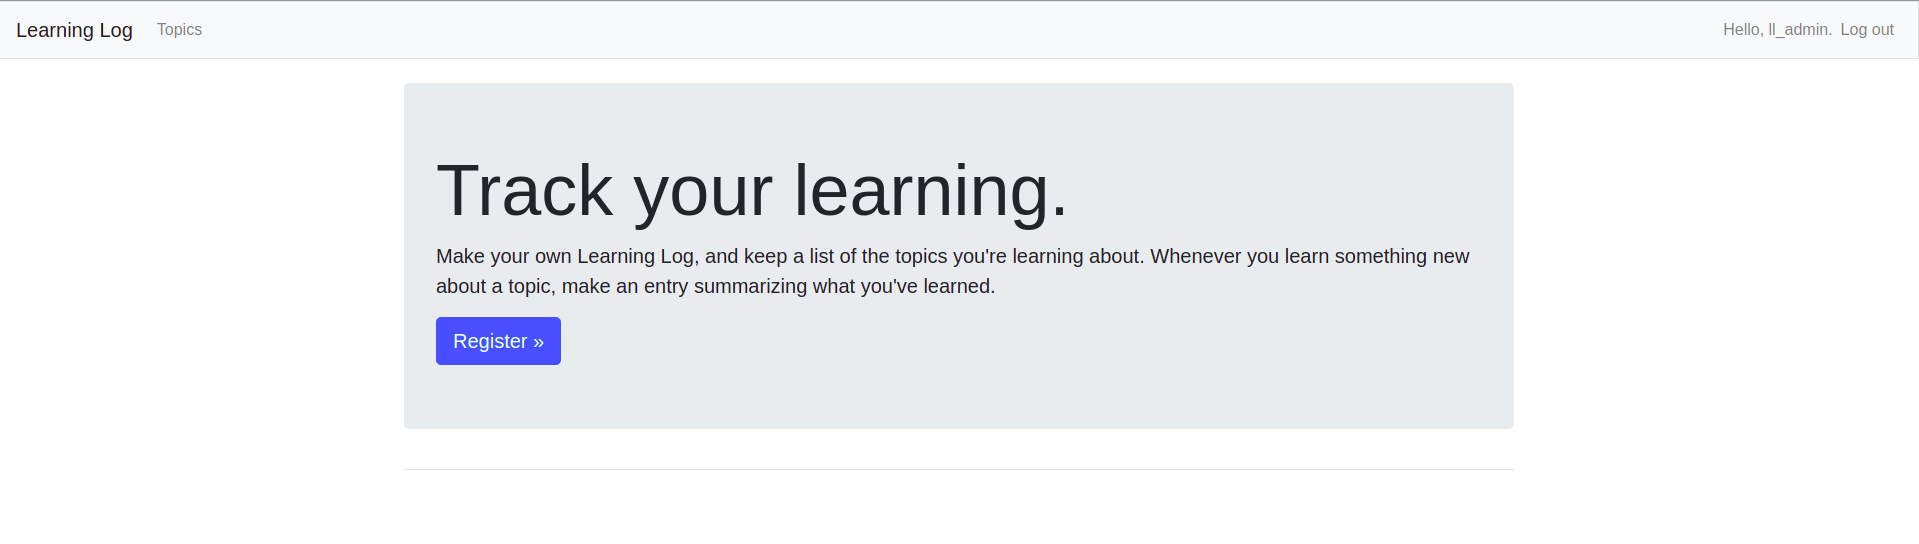 Learning Log Topics Hello, ll_admin. Log out
Track your learning.
Make your own Learning Log, and keep a list of the topics you're learning about. Whenever you learn something new
about a topic, make an entry summarizing what you've learned.
Register »